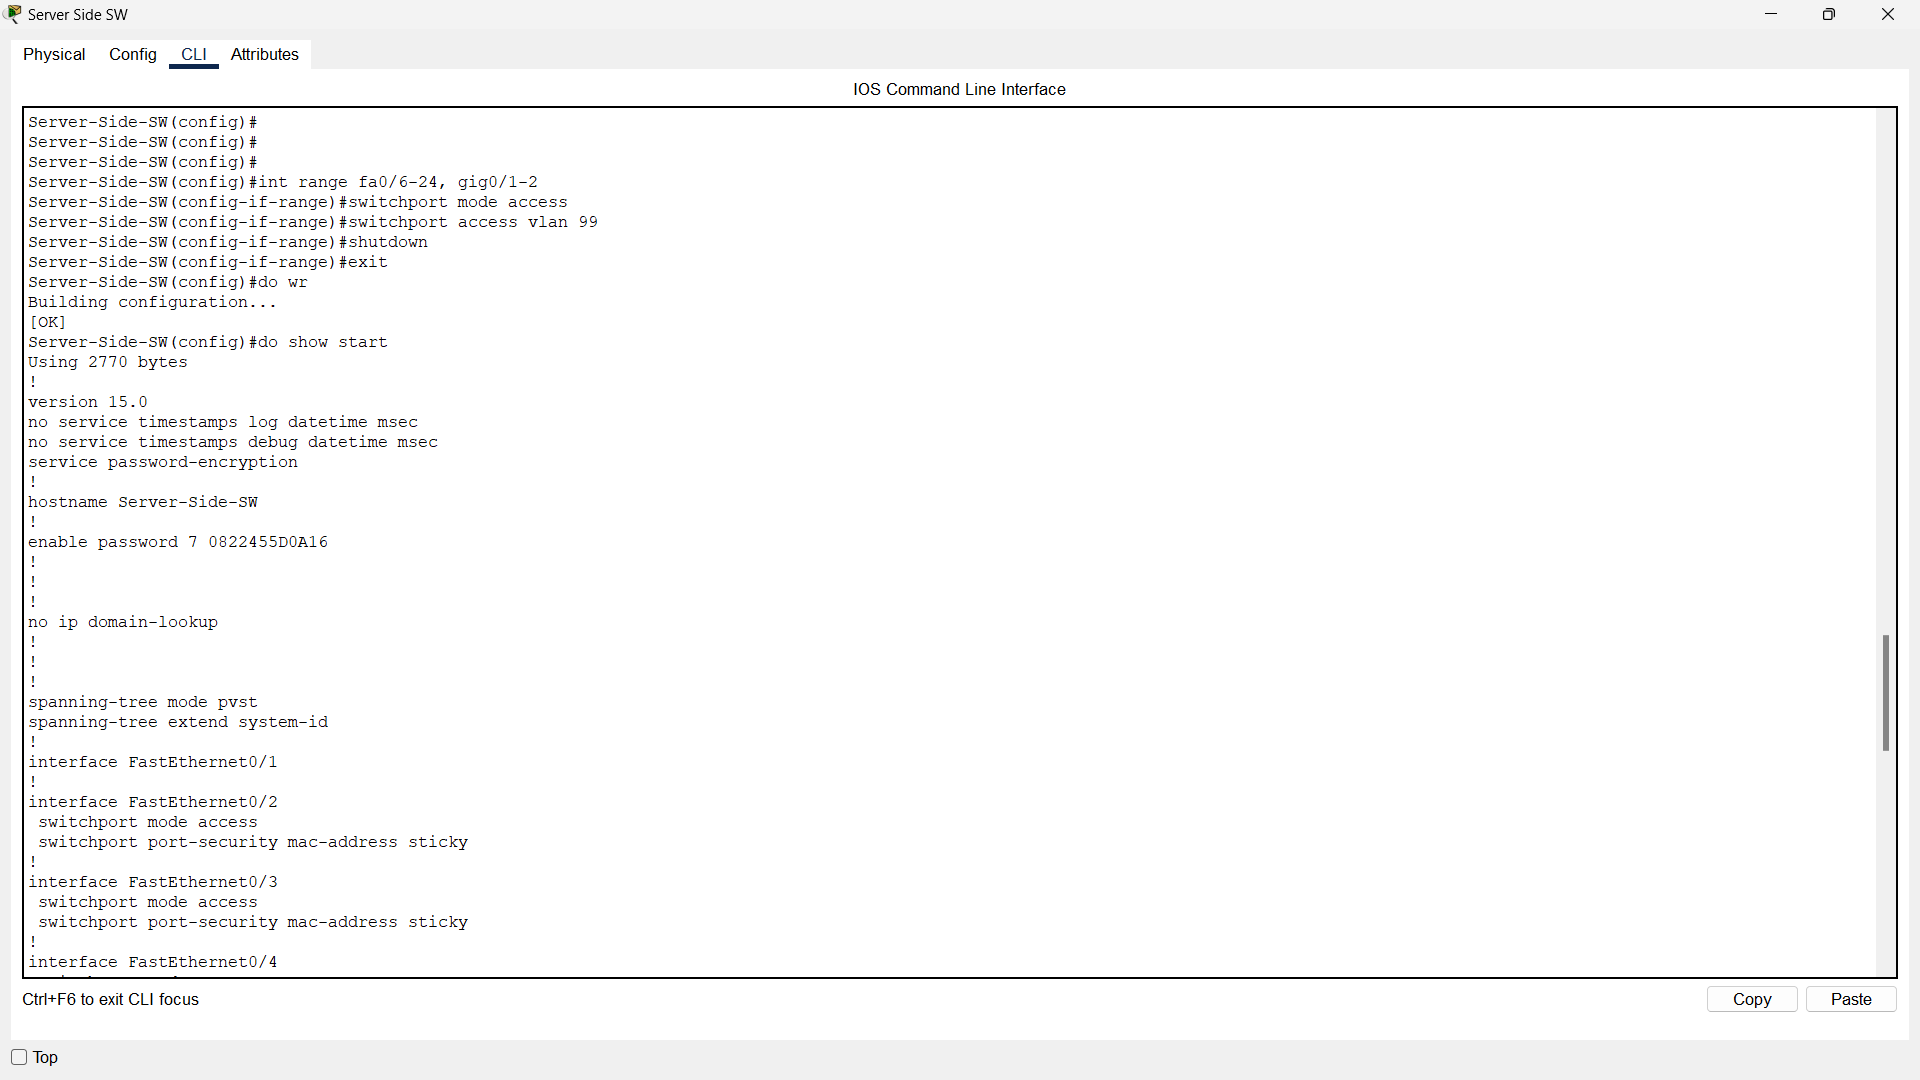 Server Side SW
Physical Config CLI Attributes
IOS Command Line Interface
Server-Side-SW(config)#
Server-Side-SW(config)#
Server-Side-SW(config)#
Server-Side-SW(config)#int range fa0/6-24, gig0/1-2
Server-Side-SW(config-if-range)#switchport mode access
Server-Side-SW(config-if-range)#switchport access vlan 99
Server-Side-SW(config-if-range)#shutdown
Server-Side-SW(config-if-range)#exit
Server-Side-SW(config)#do wr
Building configuration...
[OK]
Server-Side-SW(config)#do show start
Using 2770 bytes
!
version 15.0
no service timestamps log datetime msec
no service timestamps debug datetime msec
service password-encryption
!
hostname Server-Side-SW
!
enable password 7 0822455D0A16
!
!
!
no ip domain-lookup
!
!
!
spanning-tree mode pvst
spanning-tree extend system-id
!
interface FastEthernet0/1
!
interface FastEthernet0/2
 switchport mode access
 switchport port-security mac-address sticky
!
interface FastEthernet0/3
 switchport mode access
 switchport port-security mac-address sticky
!
interface FastEthernet0/4
Ctrl+F6 to exit CLI focus
Copy Paste
Top